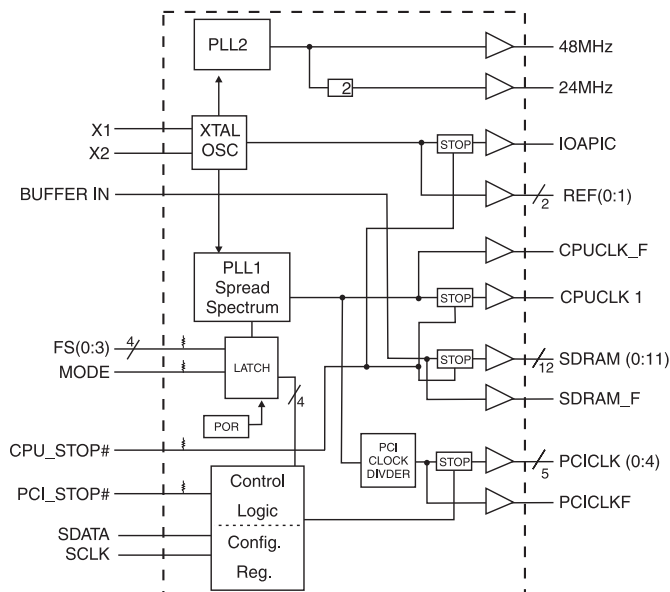 PLL2
48MHz
2
24MHz
X1
X2
XTAL
OSC
STOP
IOAPIC
BUFFER IN
REF(0:1)
2
CPUCLK_F
PLL1
Spread
Spectrum
STOP
CPUCLK 1
FS(0:3)
4
MODE
LATCH
STOP
SDRAM (0:11)
12
SDRAM_F
4
POR
CPU_STOP#
PCI
CLOCK
DIVDER
STOP
PCICLK (0:4)
5
PCICLKF
PCI_STOP#
SDATA
SCLK
Control
Logic
Config.
Reg.